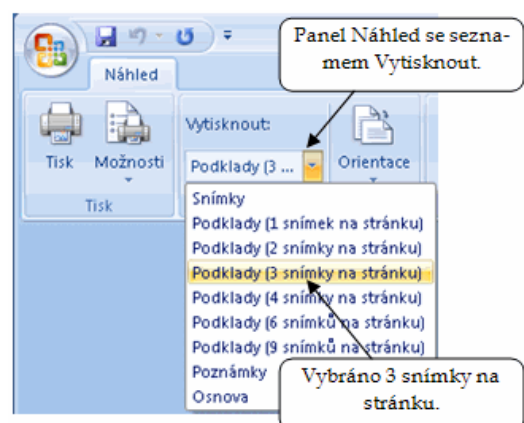 Panel Náhled se sezna-
mem Vytisknout.
Náhled
Vytisknout:
Tisk
Možnosti
Podklady (3 ...
Orientace
Tisk
Snímky
Podklady (1 snímek na stránku)
Podklady (2 snímky na stránku)
Podklady (3 snímky na stránku)
Podklady (4 snímky na stránku)
Podklady (6 snímků na stránku)
Podklady (9 snímků na stránku)
Poznámky
Osnova
Vybráno 3 snímky na
stránku.